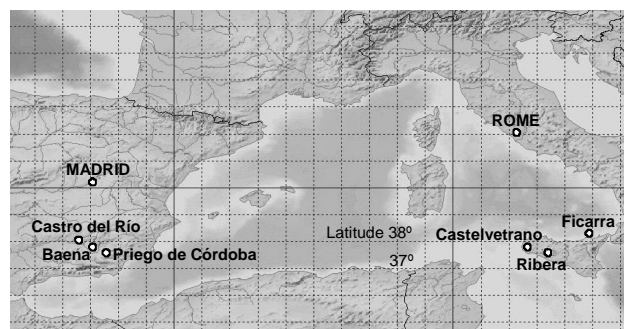 ROME
MADRID
Castro del Río
Latitude 38º
Castelvetrano
Ficarra
Baena
Priego de Córdoba
37º
Ribera